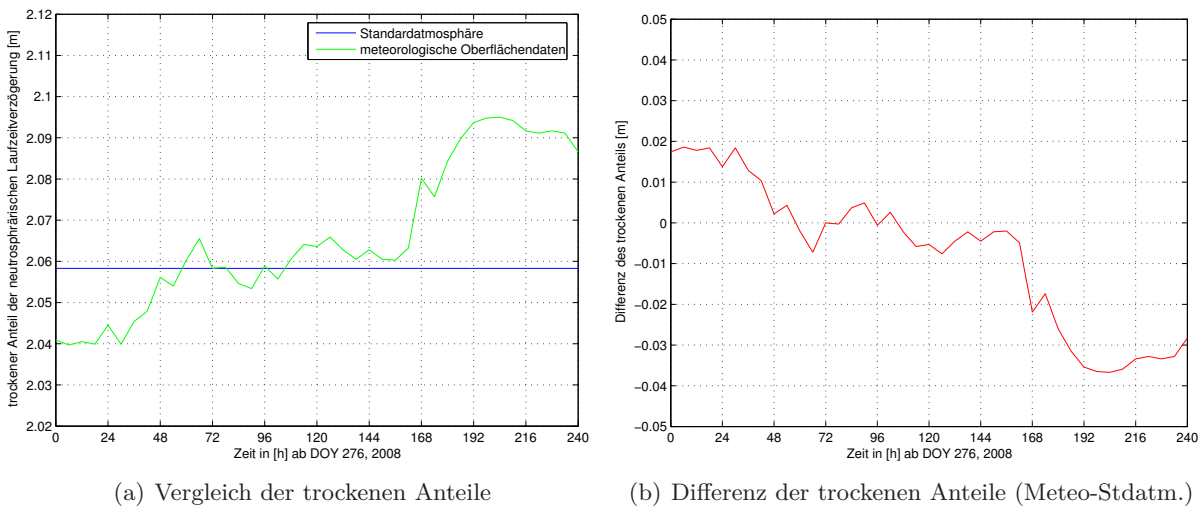 2.12
2.11
2.1
2.09
2.08
2.07
2.06
2.05
2.04
2.03
2.02
trockener Anteil der neutrosphrärischen Laufzeitverzögerung [m]
Standardatmosphäre
meteorologische Oberflächendaten
0 24 48 72 96 120 144 168 192 216 240
Zeit in [h] ab DOY 276, 2008
(a) Vergleich der trockenen Anteile
0.05
0.04
0.03
0.02
0.01
0
−0.01
−0.02
−0.03
−0.04
−0.05
Differenz des trockenen Anteils [m]
0 24 48 72 96 120 144 168 192 216 240
Zeit in [h] ab DOY 276, 2008
(b) Differenz der trockenen Anteile (Meteo-Stdatm.)